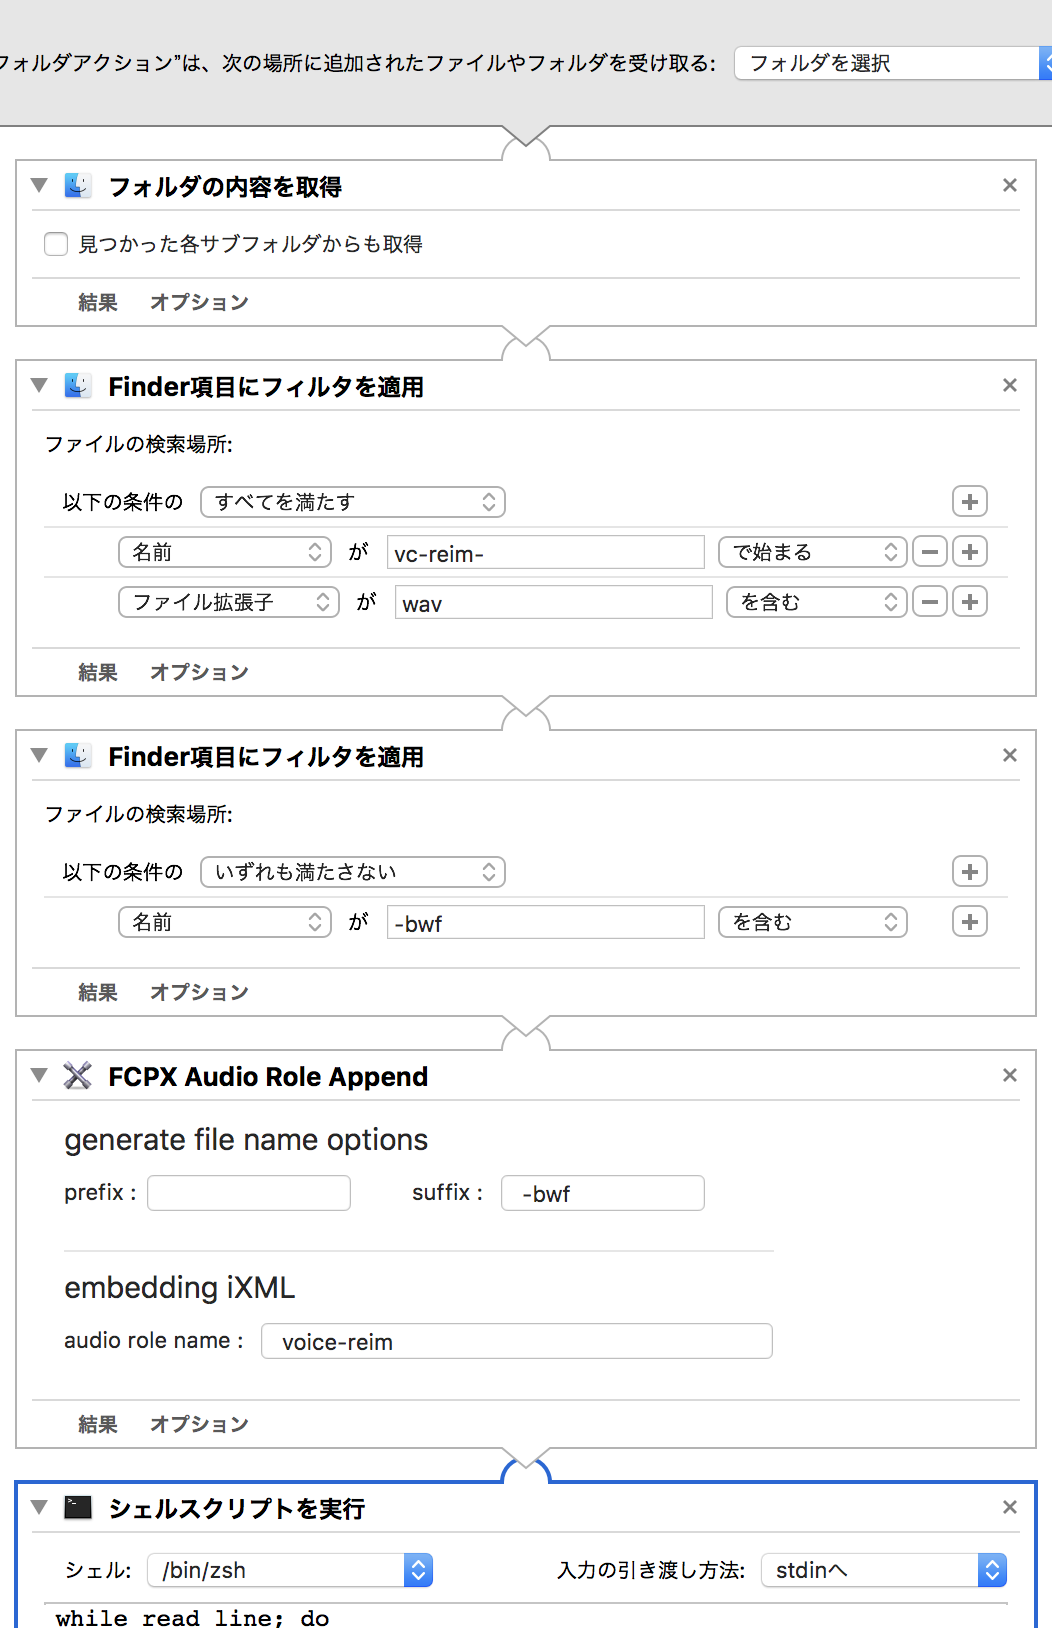 フォルダアクション”は、次の場所に追加されたファイルやフォルダを受け取る: フォルダを選択
フォルダの内容を取得
見つかった各サブフォルダからも取得
結果 オプション
Finder項目にフィルタを適用
ファイルの検索場所:
以下の条件の すべてを満たす
名前 が vc-reim- で始まる
ファイル拡張子 が wav を含む
結果 オプション
Finder項目にフィルタを適用
ファイルの検索場所:
以下の条件の いずれも満たさない
名前 が -bwf を含む
結果 オプション
FCPX Audio Role Append
generate file name options
prefix : suffix : -bwf
embedding iXML
audio role name : voice-reim
結果 オプション
シェルスクリプトを実行
シェル: /bin/zsh 入力の引き渡し方法: stdinへ
while read line; do